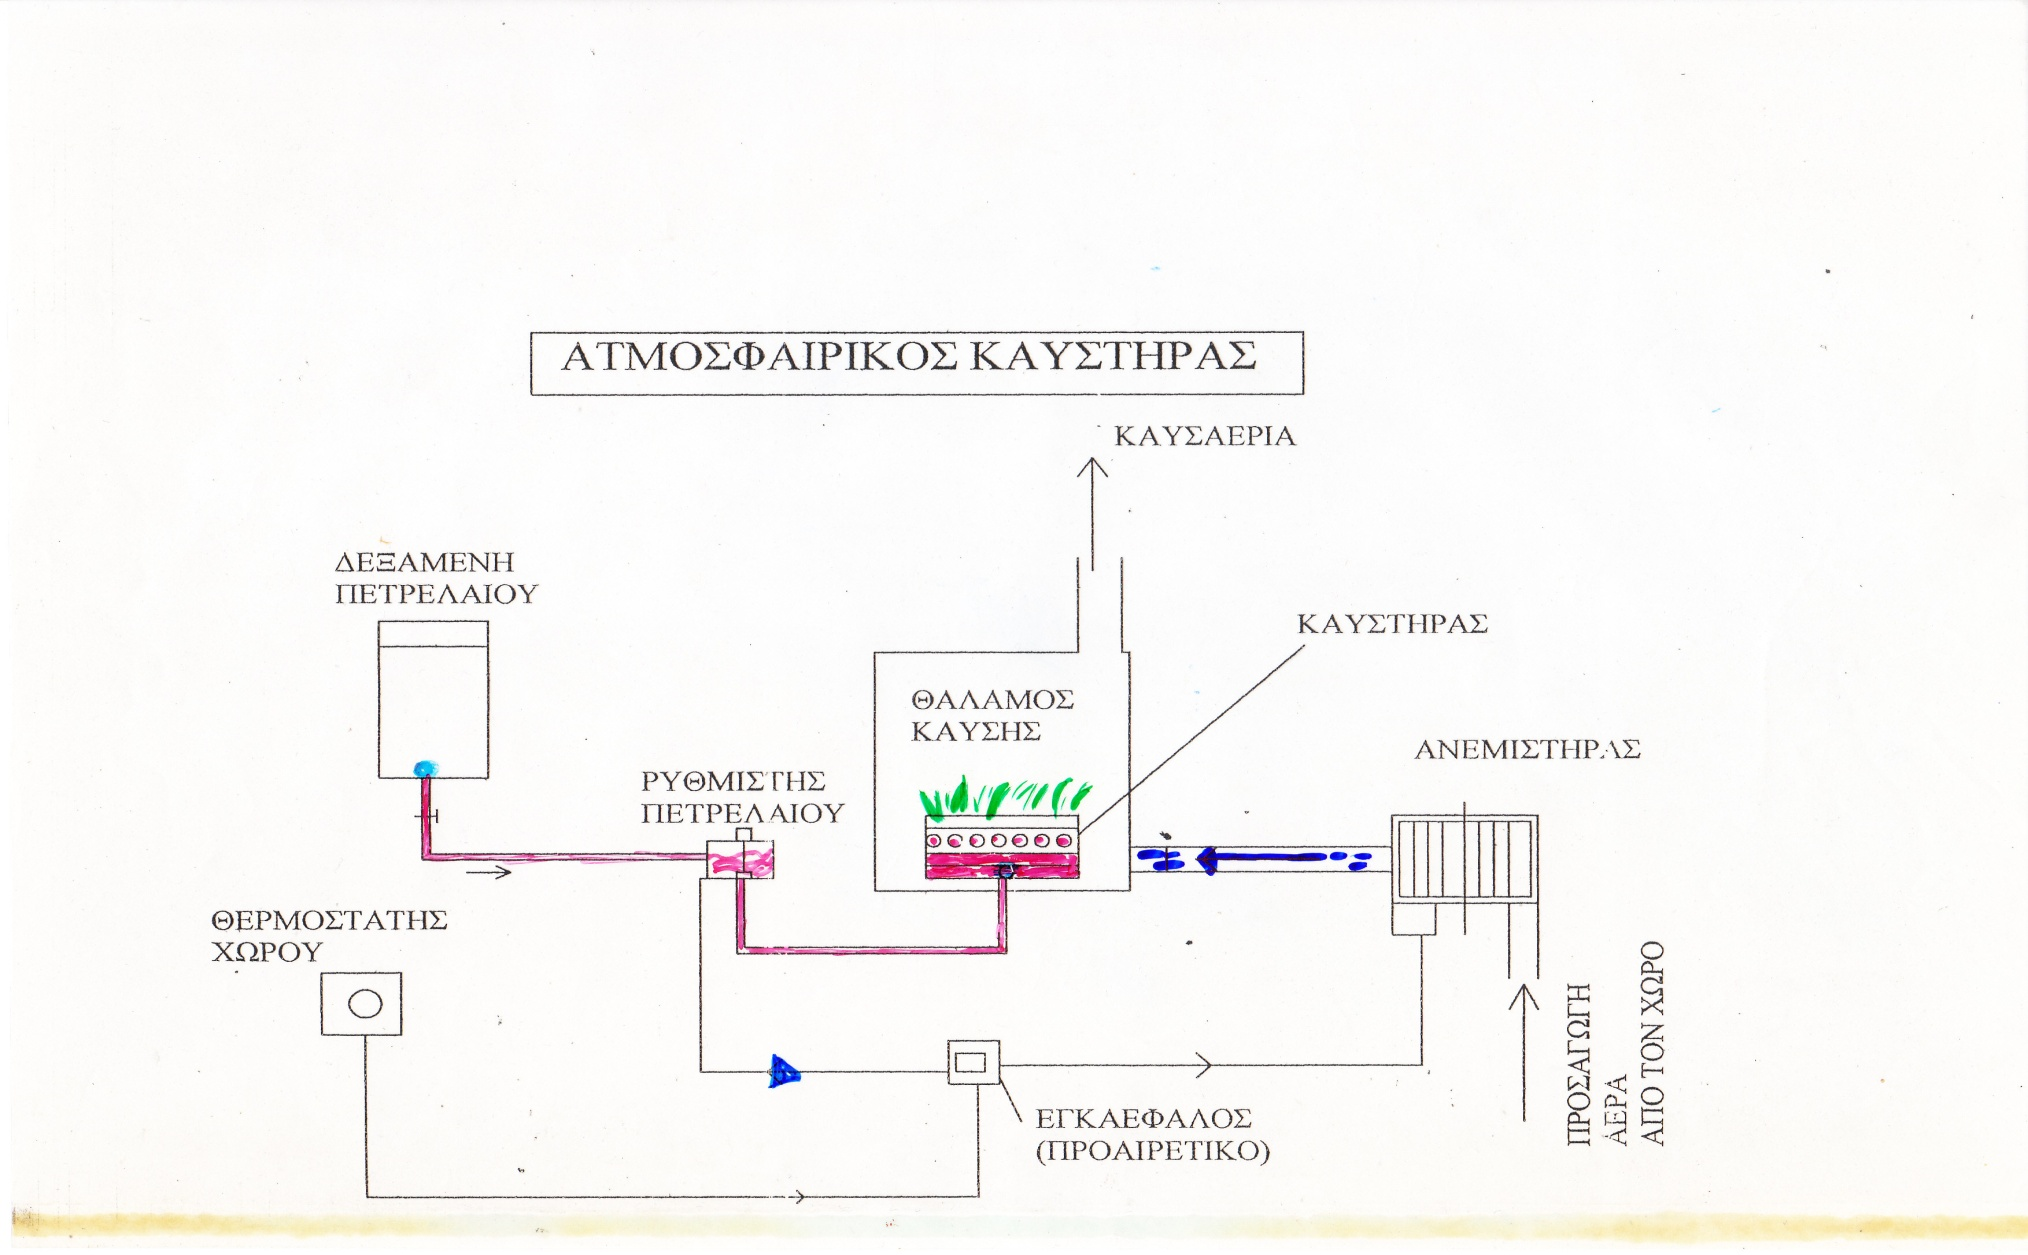 ΑΤΜΟΣΦΑΙΡΙΚΟΣ ΚΑΥΣΤΗΡΑΣ
ΚΑΥΣΑΕΡΙΑ
ΔΕΞΑΜΕΝΗ
ΠΕΤΡΕΛΑΙΟΥ
ΚΑΥΣΤΗΡΑΣ
ΘΑΛΑΜΟΣ
ΚΑΥΣΗΣ
ΑΝΕΜΙΣΤΗΡΑΣ
ΡΥΘΜΙΣΤΗΣ
ΠΕΤΡΕΛΑΙΟΥ
ΘΕΡΜΟΣΤΑΤΗΣ
ΧΩΡΟΥ
ΕΓΚΑΕΦΑΛΟΣ
(ΠΡΟΑΙΡΕΤΙΚΟ)
ΠΡΟΣΑΓΩΓΗ
ΑΕΡΑ
ΑΠΟ ΤΟΝ ΧΩΡΟ